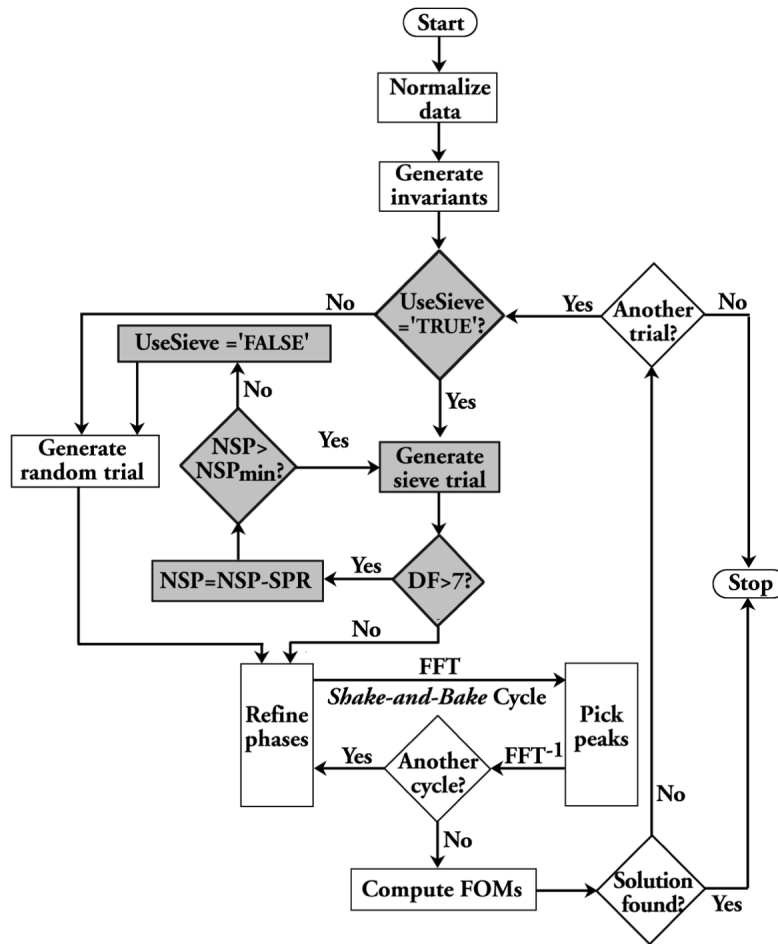 Start
Normalize
data
Generate
invariants
No
UseSieve
='TRUE'?
Yes
Another
trial?
No
UseSieve ='FALSE'
No
Yes
Generate
random trial
NSP>
NSPmin?
Yes
Generate
sieve trial
NSP=NSP-SPR
Yes
DF>7?
Stop
No
Refine
phases
FFT
Shake-and-Bake Cycle
Pick
peaks
Yes
Another
cycle?
FFT-1
No
No
Compute FOMs
Solution
found?
Yes